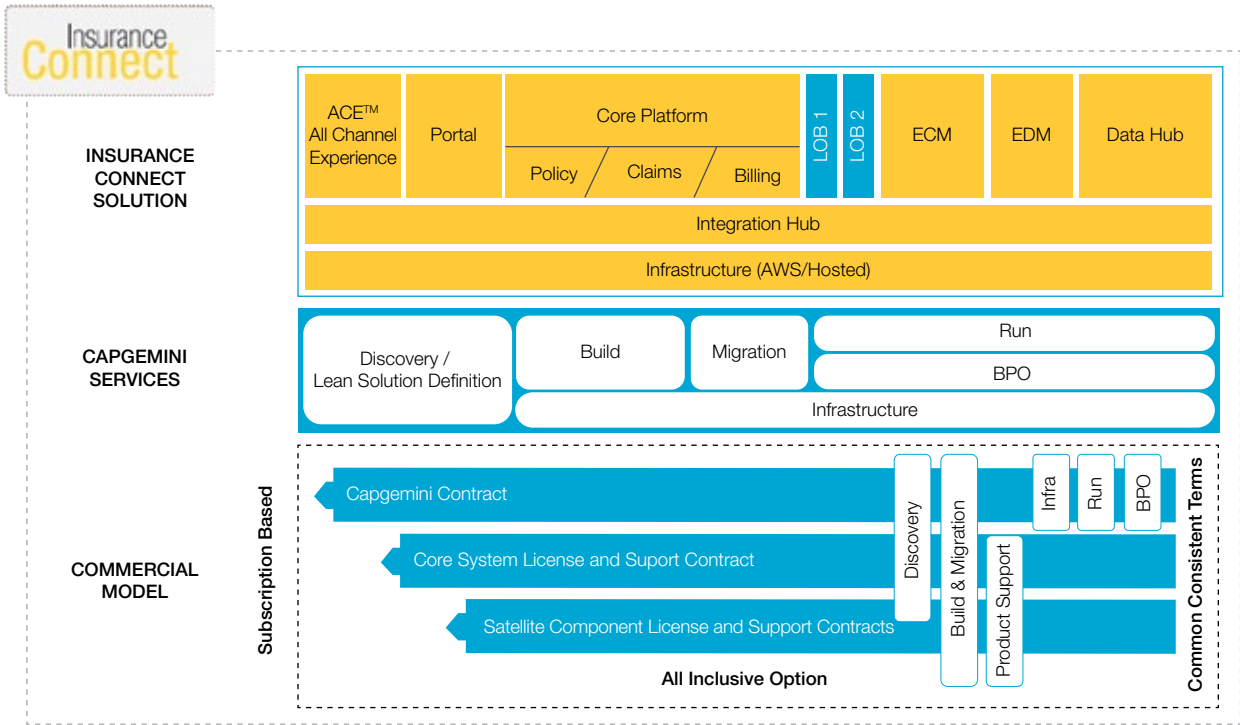 Insurance
Connect
INSURANCE
CONNECT
SOLUTION
ACE™
All Channel
Experience
Portal
Core Platform
Policy
Claims
Billing
LOB 1
LOB 2
ECM
EDM
Data Hub
Integration Hub
Infrastructure (AWS/Hosted)
CAPGEMINI
SERVICES
Discovery /
Lean Solution Definition
Build
Migration
Run
BPO
Infrastructure
COMMERCIAL
MODEL
Subscription Based
Capgemini Contract
Core System License and Suport Contract
Satellite Component License and Support Contracts
Discovery
Build & Migration
Product Support
Infra
Run
BPO
Common Consistent Terms
All Inclusive Option